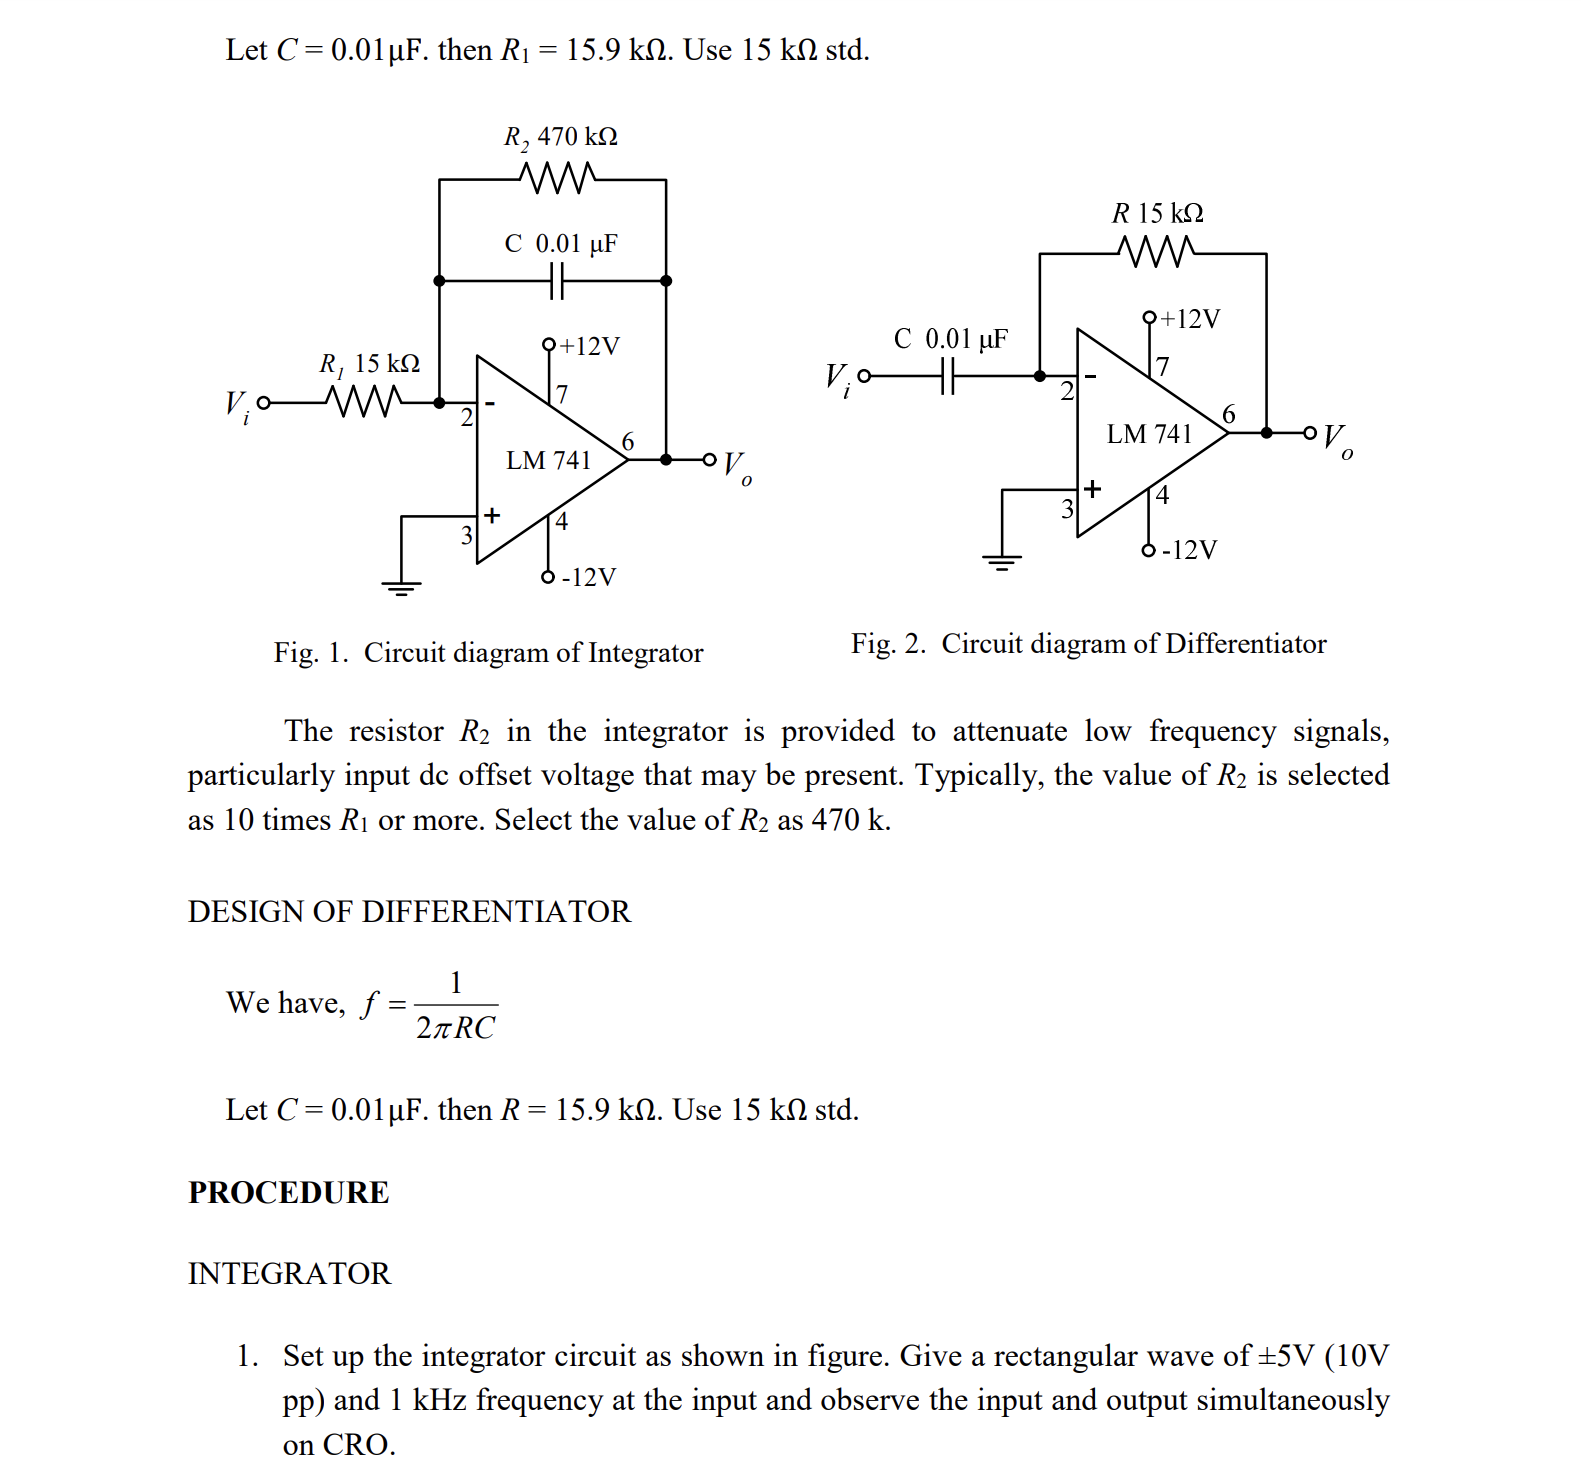 Let C = 0.01μF. then R1 = 15.9 kΩ. Use 15 kΩ std.
R2 470 kΩ
C 0.01 μF
+12V
R1 15 kΩ
7
Vi
2
-
6
LM 741
Vo
+
3
4
-12V
Fig. 1. Circuit diagram of Integrator
R 15 kΩ
+12V
C 0.01 μF
7
Vi
2
-
6
LM 741
Vo
+
3
4
-12V
Fig. 2. Circuit diagram of Differentiator
The resistor R2 in the integrator is provided to attenuate low frequency signals,
particularly input dc offset voltage that may be present. Typically, the value of R2 is selected
as 10 times R1 or more. Select the value of R2 as 470 k.
DESIGN OF DIFFERENTIATOR
We have, f = 1 / 2πRC
Let C = 0.01μF. then R = 15.9 kΩ. Use 15 kΩ std.
PROCEDURE
INTEGRATOR
1. Set up the integrator circuit as shown in figure. Give a rectangular wave of ±5V (10V
pp) and 1 kHz frequency at the input and observe the input and output simultaneously
on CRO.